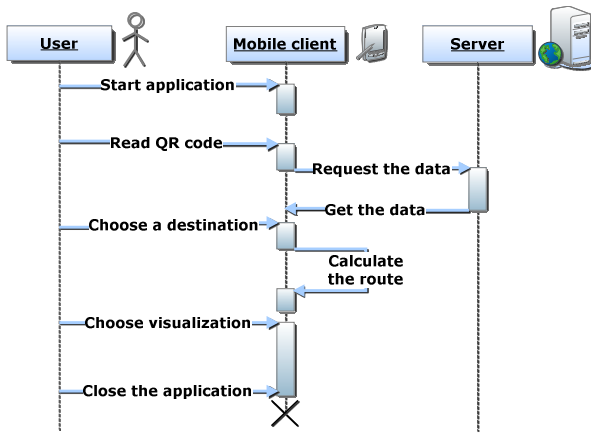 User
Mobile client
Server
Start application
Read QR code
Request the data
Get the data
Choose a destination
Calculate
the route
Choose visualization
Close the application